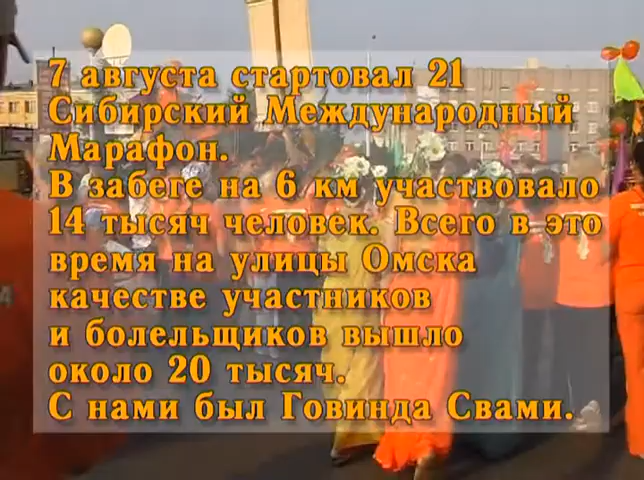 7 августа стартовал 21
Сибирский Международный
Марафон.
В забеге на 6 км участвовало
14 тысяч человек. Всего в это
время на улицы Омска
качестве участников
и болельщиков вышло
около 20 тысяч.
С нами был Говинда Свами.